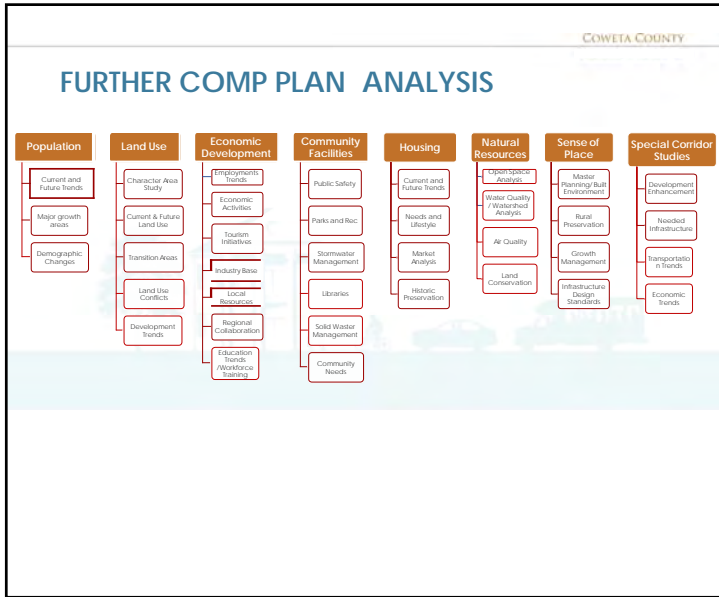 COWETA COUNTY
FURTHER COMP PLAN ANALYSIS
Population
Current and
Future Trends
Major growth
areas
Demographic
Changes
Land Use
Character Area
Study
Current & Future
Land Use
Transition Areas
Land Use
Conflicts
Development
Trends
Economic
Development
Employments
Trends
Economic
Activities
Tourism
Initiatives
Industry Base
Local
Resources
Regional
Collaboration
Education
Trends
/Workforce
Training
Community
Facilities
Public Safety
Parks and Rec
Stormwater
Management
Libraries
Solid Waster
Management
Community
Needs
Housing
Current and
Future Trends
Needs and
Lifestyle
Market
Analysis
Historic
Preservation
Natural
Resources
Open Space
Analysis
Water Quality
/ Watershed
Analysis
Air Quality
Land
Conservation
Sense of
Place
Master
Planning/ Built
Environment
Rural
Preservation
Growth
Management
Infrastructure
Design
Standards
Special Corridor
Studies
Development
Enhancement
Needed
Infrastructure
Transportatio
n Trends
Economic
Trends